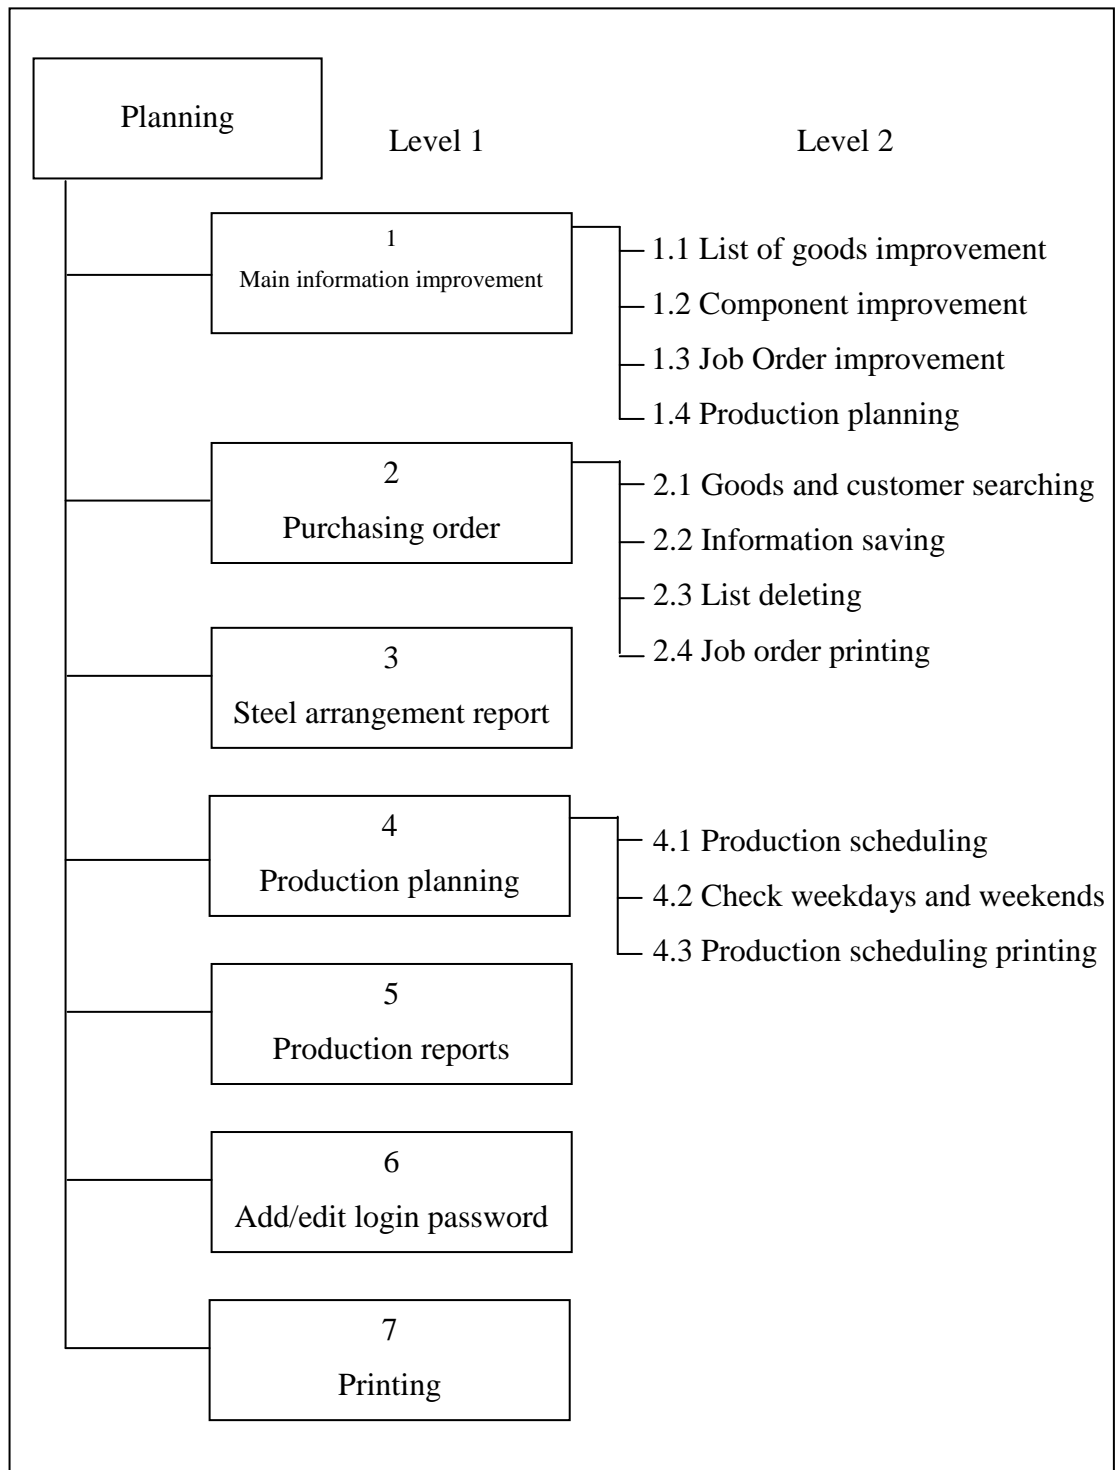 Planning
Level 1
Level 2
1
Main information improvement
1.1 List of goods improvement
1.2 Component improvement
1.3 Job Order improvement
1.4 Production planning
2
Purchasing order
2.1 Goods and customer searching
2.2 Information saving
2.3 List deleting
2.4 Job order printing
3
Steel arrangement report
4
Production planning
4.1 Production scheduling
4.2 Check weekdays and weekends
4.3 Production scheduling printing
5
Production reports
6
Add/edit login password
7
Printing